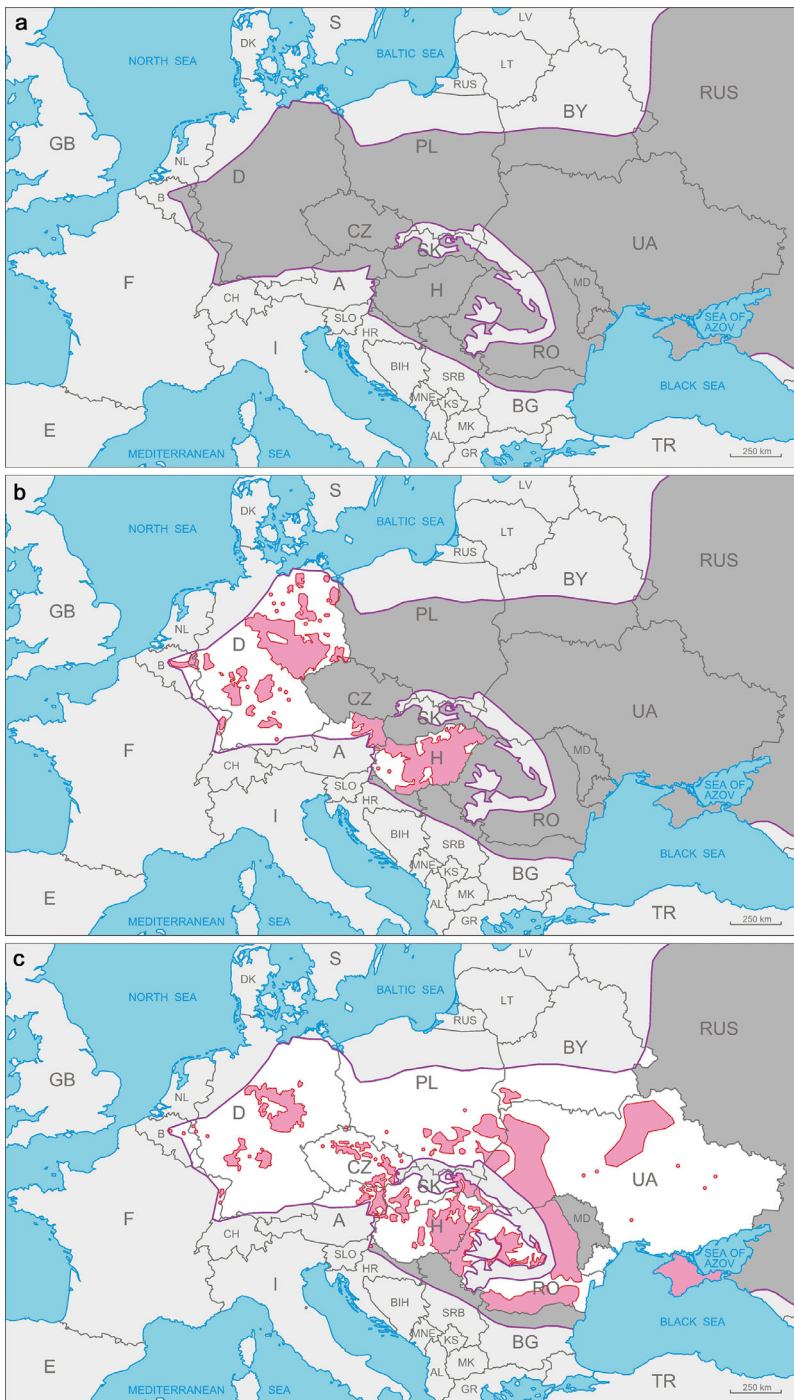 a
S
LV
DK
NORTH SEA
BALTIC SEA
LT
RUS
RUS
BY
GB
NL
PL
D
B
CZ
SK
UA
F
A
H
MD
CH
SLO
HR
RO
SEA OF
AZOV
I
BIH
SRB
BLACK SEA
MNE
KS
BG
E
AL
MK
TR
MEDITERRANEAN SEA
GR
250 km
b
S
LV
DK
NORTH SEA
BALTIC SEA
LT
RUS
RUS
BY
GB
NL
PL
D
B
CZ
SK
UA
F
A
H
MD
CH
SLO
HR
RO
SEA OF
AZOV
I
BIH
SRB
BLACK SEA
MNE
KS
BG
E
AL
MK
TR
MEDITERRANEAN SEA
GR
250 km
c
S
LV
DK
NORTH SEA
BALTIC SEA
LT
RUS
RUS
BY
GB
NL
PL
D
B
CZ
SK
UA
F
A
H
MD
CH
SLO
HR
RO
SEA OF
AZOV
I
BIH
SRB
BLACK SEA
MNE
KS
BG
E
AL
MK
TR
MEDITERRANEAN SEA
GR
250 km